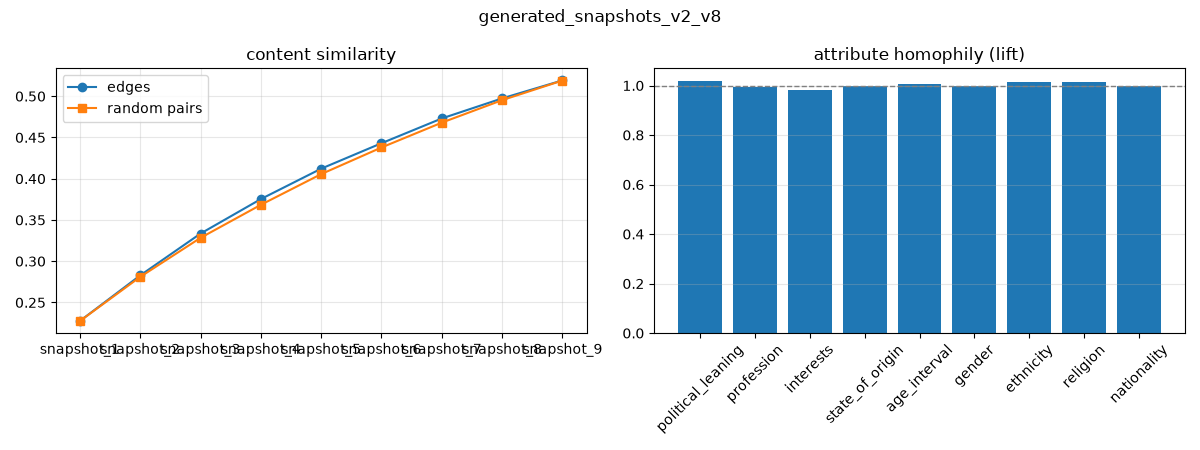 generated_snapshots_v2_v8
content similarity
edges
random pairs
0.50
0.45
0.40
0.35
0.30
0.25
snapshot_1
snapshot_2
snapshot_3
snapshot_4
snapshot_5
snapshot_6
snapshot_7
snapshot_8
snapshot_9
attribute homophily (lift)
1.0
0.8
0.6
0.4
0.2
0.0
political_leaning
profession
interests
state_of_origin
age_interval
gender
ethnicity
religion
nationality